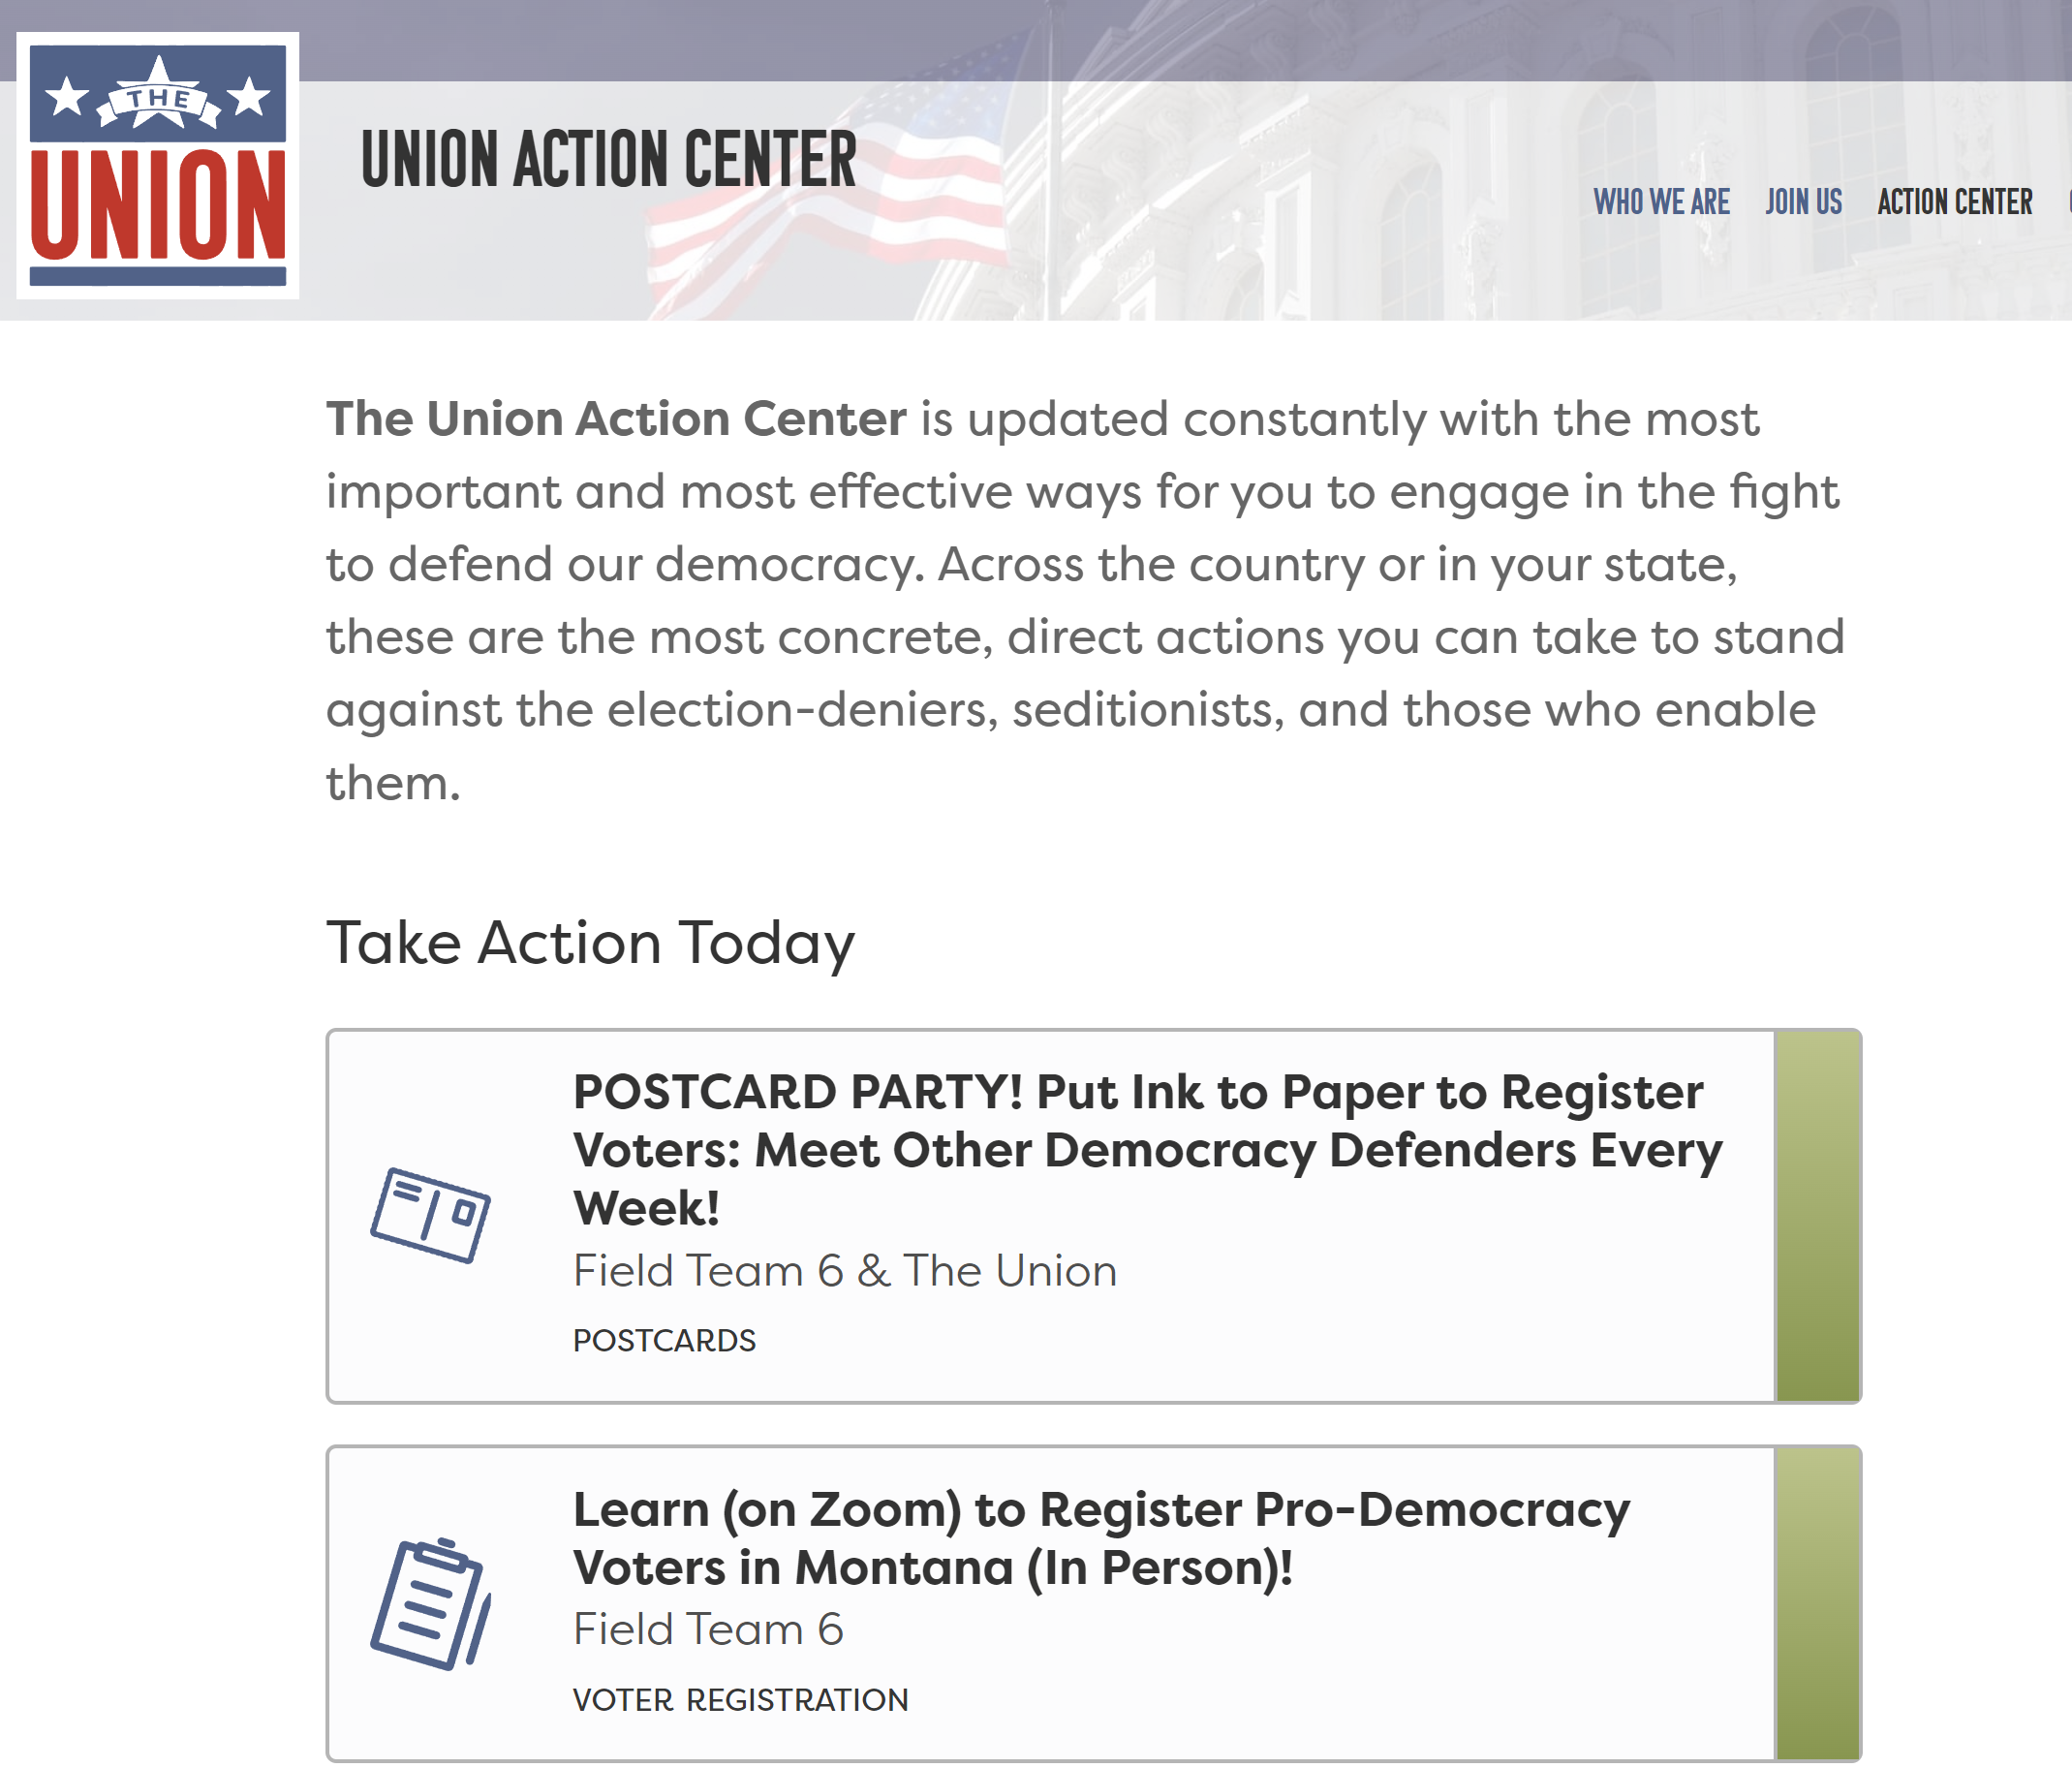 THE
UNION
UNION ACTION CENTER
WHO WE ARE JOIN US ACTION CENTER
The Union Action Center is updated constantly with the most
important and most effective ways for you to engage in the fight
to defend our democracy. Across the country or in your state,
these are the most concrete, direct actions you can take to stand
against the election-deniers, seditionists, and those who enable
them.
Take Action Today
POSTCARD PARTY! Put Ink to Paper to Register
Voters: Meet Other Democracy Defenders Every
Week!
Field Team 6 & The Union
POSTCARDS
Learn (on Zoom) to Register Pro-Democracy
Voters in Montana (In Person)!
Field Team 6
VOTER REGISTRATION